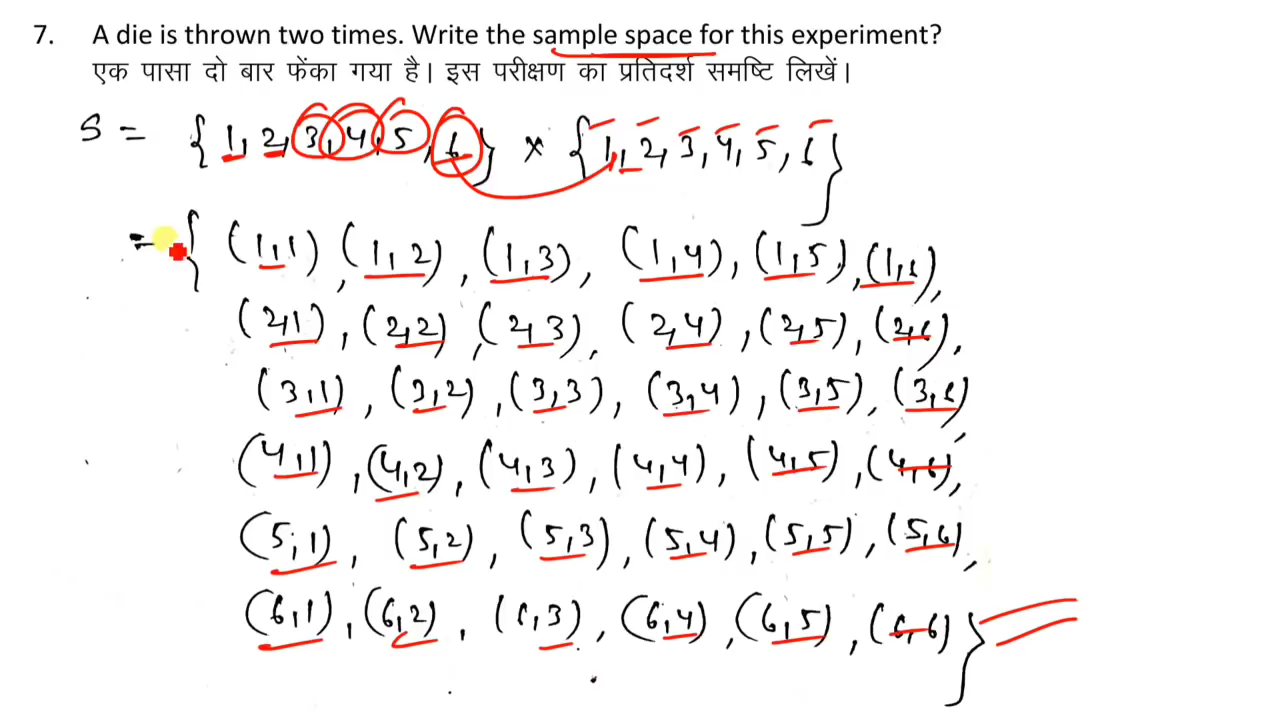 7. A die is thrown two times. Write the sample space for this experiment?
एक पासा दो बार फेंका गया है। इस परीक्षण का प्रतिदर्श समष्टि लिखें।
S = {1, 2, 3, 4, 5, 6} × {1, 2, 3, 4, 5, 6}
= { (1,1), (1,2), (1,3), (1,4), (1,5), (1,6),
(2,1), (2,2), (2,3), (2,4), (2,5), (2,6),
(3,1), (3,2), (3,3), (3,4), (3,5), (3,6)
(4,1), (4,2), (4,3), (4,4), (4,5), (4,6),
(5,1), (5,2), (5,3), (5,4), (5,5), (5,6),
(6,1), (6,2), (6,3), (6,4), (6,5), (6,6) }